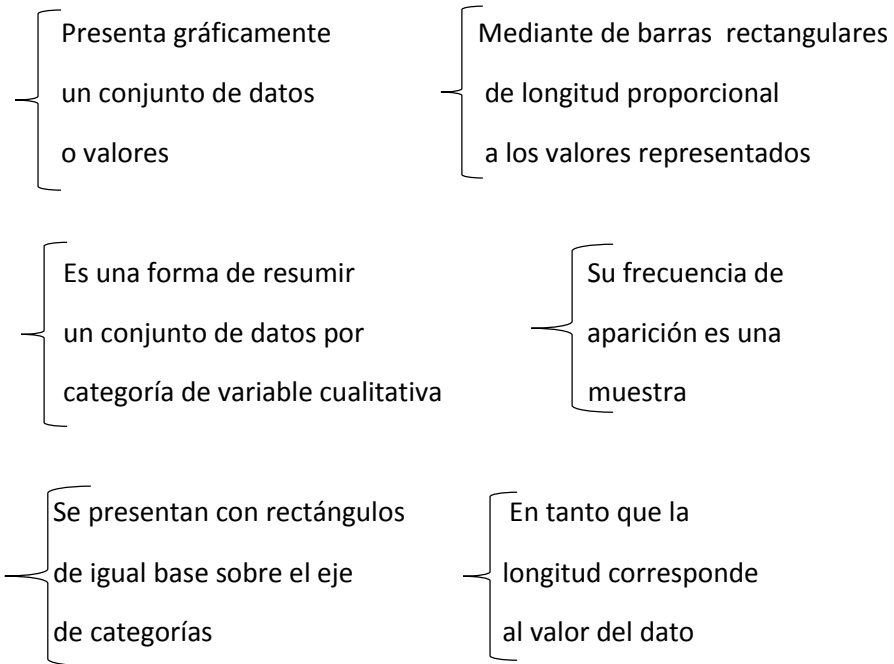 Presenta gráficamente
un conjunto de datos
o valores
Mediante de barras rectangulares
de longitud proporcional
a los valores representados
Es una forma de resumir
un conjunto de datos por
categoría de variable cualitativa
Su frecuencia de
aparición es una
muestra
Se presentan con rectángulos
de igual base sobre el eje
de categorías
En tanto que la
longitud corresponde
al valor del dato